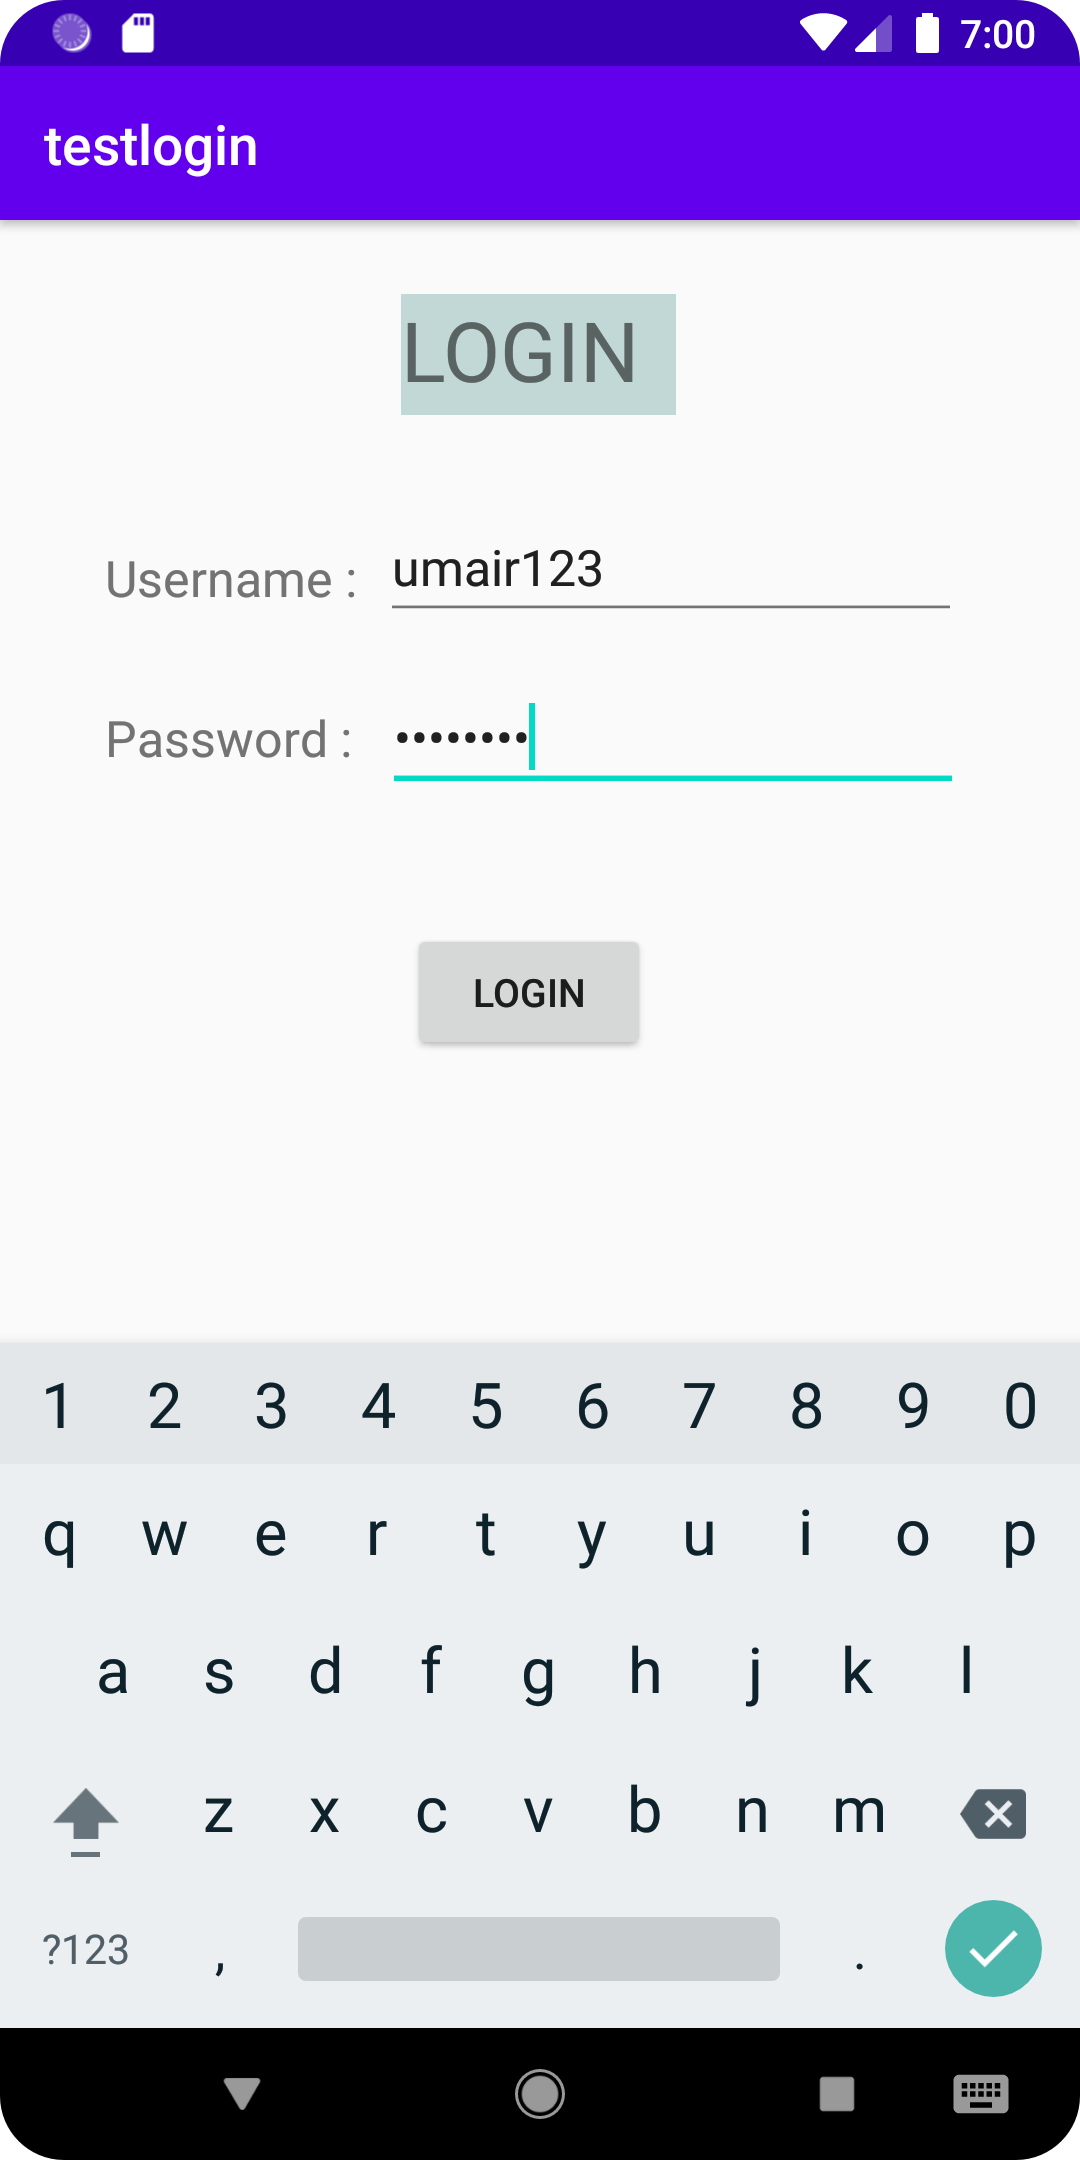 7:00
testlogin
LOGIN
Username : umair123
Password : ••••••••
LOGIN
1 2 3 4 5 6 7 8 9 0
q w e r t y u i o p
a s d f g h j k l
z x c v b n m
?123 , .